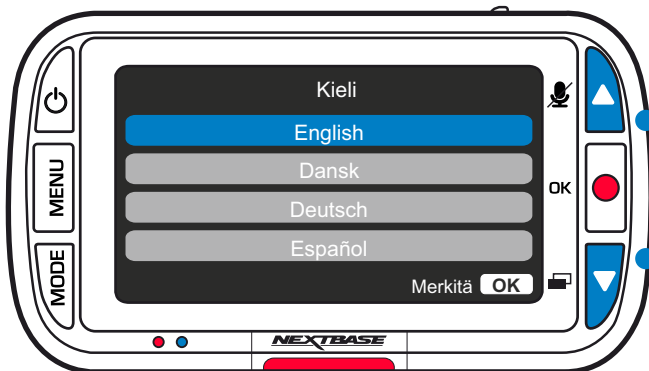 Kieli
English
Dansk
Deutsch
Español
Merkitä OK
MENU
MODE
OK
NEXTBASE